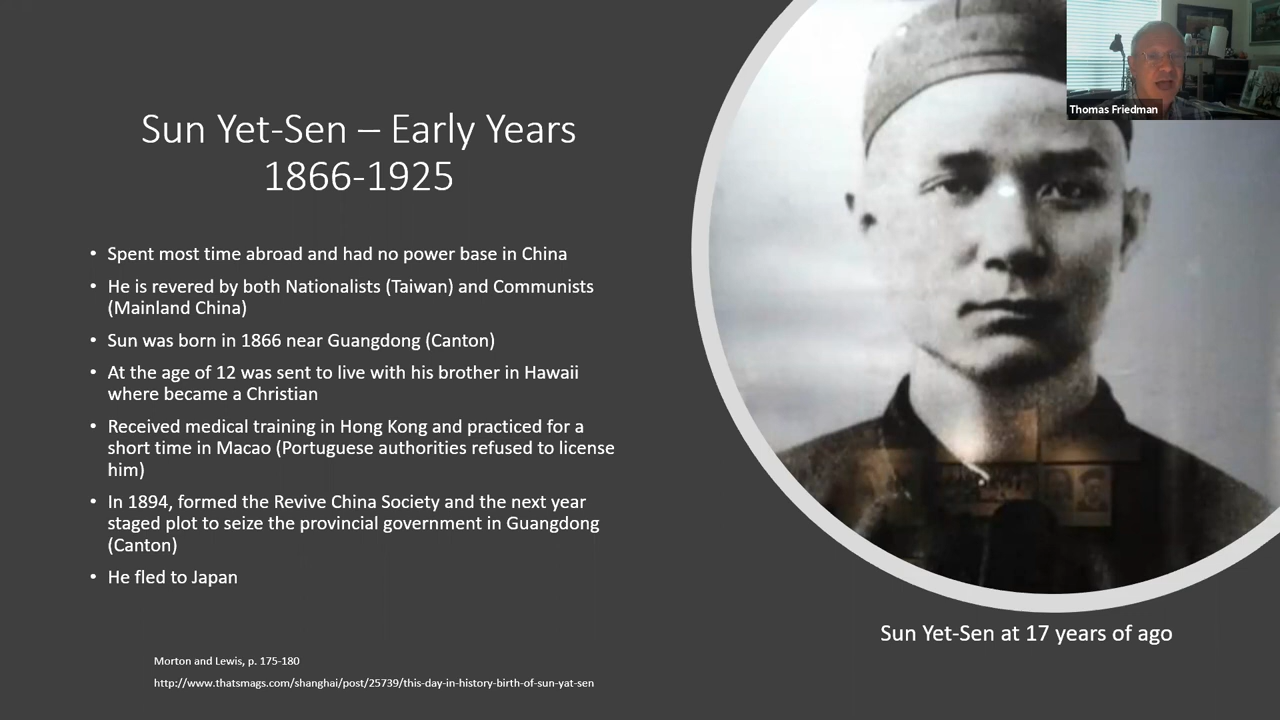 Thomas Friedman
Sun Yet-Sen – Early Years
1866-1925
• Spent most time abroad and had no power base in China
• He is revered by both Nationalists (Taiwan) and Communists
(Mainland China)
• Sun was born in 1866 near Guangdong (Canton)
• At the age of 12 was sent to live with his brother in Hawaii
where became a Christian
• Received medical training in Hong Kong and practiced for a
short time in Macao (Portuguese authorities refused to license
him)
• In 1894, formed the Revive China Society and the next year
staged plot to seize the provincial government in Guangdong
(Canton)
• He fled to Japan
Sun Yet-Sen at 17 years of ago
Morton and Lewis, p. 175-180
http://www.thatsmags.com/shanghai/post/25739/this-day-in-history-birth-of-sun-yat-sen